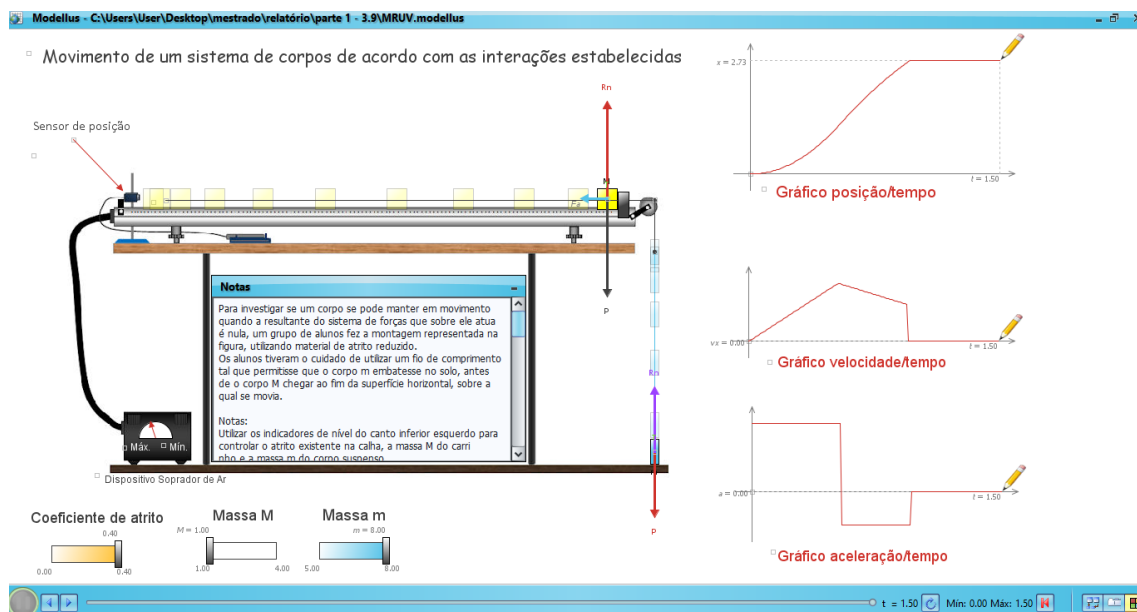 Modellus - C:\Users\User\Desktop\mestrado\relatório\parte 1 - 3.9\MRUV.modellus
Movimento de um sistema de corpos de acordo com as interações estabelecidas
Sensor de posição
Rn
M
Fa
P
x = 2.73
t = 1.50
Gráfico posição/tempo
Notas
Para investigar se um corpo se pode manter em movimento
quando a resultante do sistema de forças que sobre ele atua
é nula, um grupo de alunos fez a montagem representada na
figura, utilizando material de atrito reduzido.
Os alunos tiveram o cuidado de utilizar um fio de comprimento
tal que permitisse que o corpo m embatesse no solo, antes
de o corpo M chegar ao fim da superfície horizontal, sobre a
qual se movia.
Notas:
Utilizar os indicadores de nível do canto inferior esquerdo para
controlar o atrito existente na calha, a massa M do carri
nho e a massa m do corpo suspenso
Rn
P
vx = 0.00
t = 1.50
Gráfico velocidade/tempo
a = 0.00
t = 1.50
Gráfico aceleração/tempo
Máx. Mín.
Dispositivo Soprador de Ar
Coeficiente de atrito
0.40
0.00 0.40
Massa M
M = 1.00
1.00 4.00
Massa m
m = 8.00
5.00 8.00
t = 1.50 Mín: 0.00 Máx: 1.50